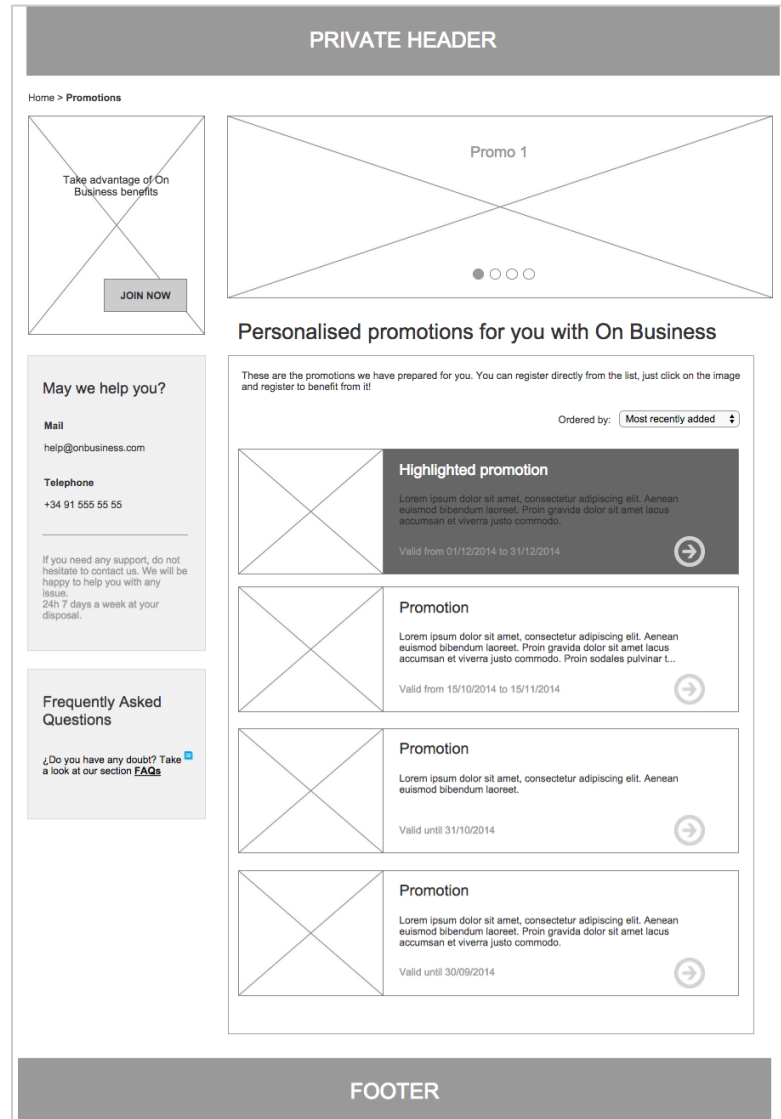 PRIVATE HEADER
Home > Promotions
Take advantage of On
Business benefits
JOIN NOW
Promo 1
Personalised promotions for you with On Business
May we help you?
Mail
help@onbusiness.com
Telephone
+34 91 555 55 55
If you need any support, do not
hesitate to contact us. We will be
happy to help you with any
issue.
24h 7 days a week at your
disposal.
Frequently Asked
Questions
¿Do you have any doubt? Take
a look at our section FAQs
These are the promotions we have prepared for you. You can register directly from the list, just click on the image
and register to benefit from it!
Ordered by: Most recently added
Highlighted promotion
Lorem ipsum dolor sit amet, consectetur adipiscing elit. Aenean
euismod bibendum laoreet. Proin gravida dolor sit amet lacus
accumsan et viverra justo commodo.
Valid from 01/12/2014 to 31/12/2014
Promotion
Lorem ipsum dolor sit amet, consectetur adipiscing elit. Aenean
euismod bibendum laoreet. Proin gravida dolor sit amet lacus
accumsan et viverra justo commodo. Proin sodales pulvinar t...
Valid from 15/10/2014 to 15/11/2014
Promotion
Lorem ipsum dolor sit amet, consectetur adipiscing elit. Aenean
euismod bibendum laoreet.
Valid until 31/10/2014
Promotion
Lorem ipsum dolor sit amet, consectetur adipiscing elit. Aenean
euismod bibendum laoreet. Proin gravida dolor sit amet lacus
accumsan et viverra justo commodo.
Valid until 30/09/2014
FOOTER